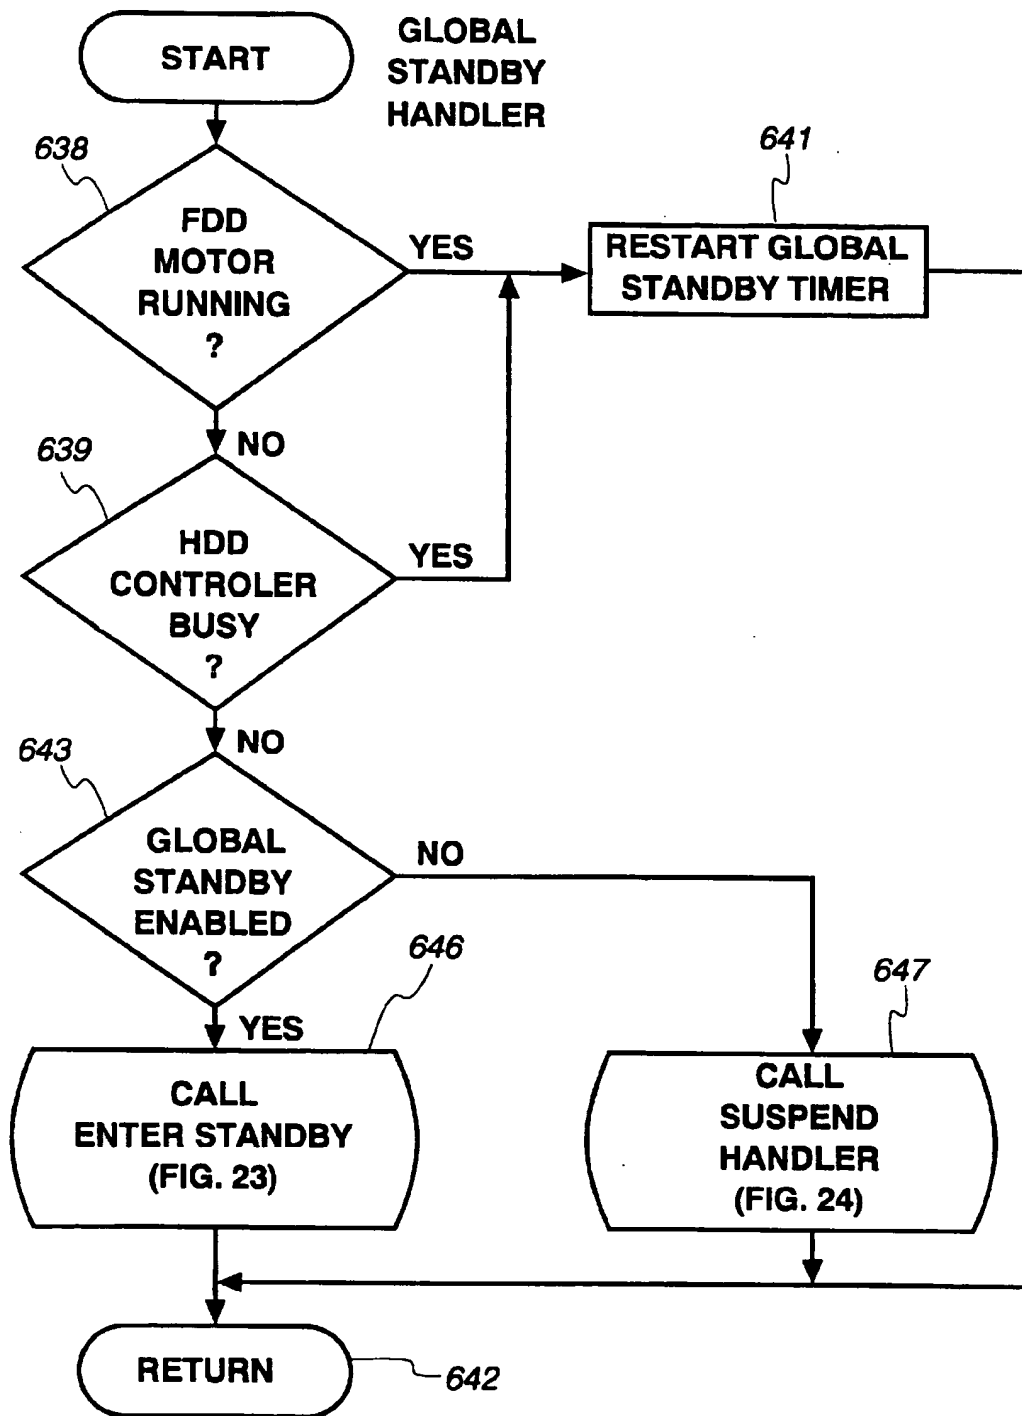 START
GLOBAL
STANDBY
HANDLER
638
FDD
MOTOR
RUNNING
?
YES
641
RESTART GLOBAL
STANDBY TIMER
NO
639
HDD
CONTROLER
BUSY
?
YES
NO
643
GLOBAL
STANDBY
ENABLED
?
NO
YES
646
CALL
ENTER STANDBY
(FIG. 23)
647
CALL
SUSPEND
HANDLER
(FIG. 24)
RETURN
642